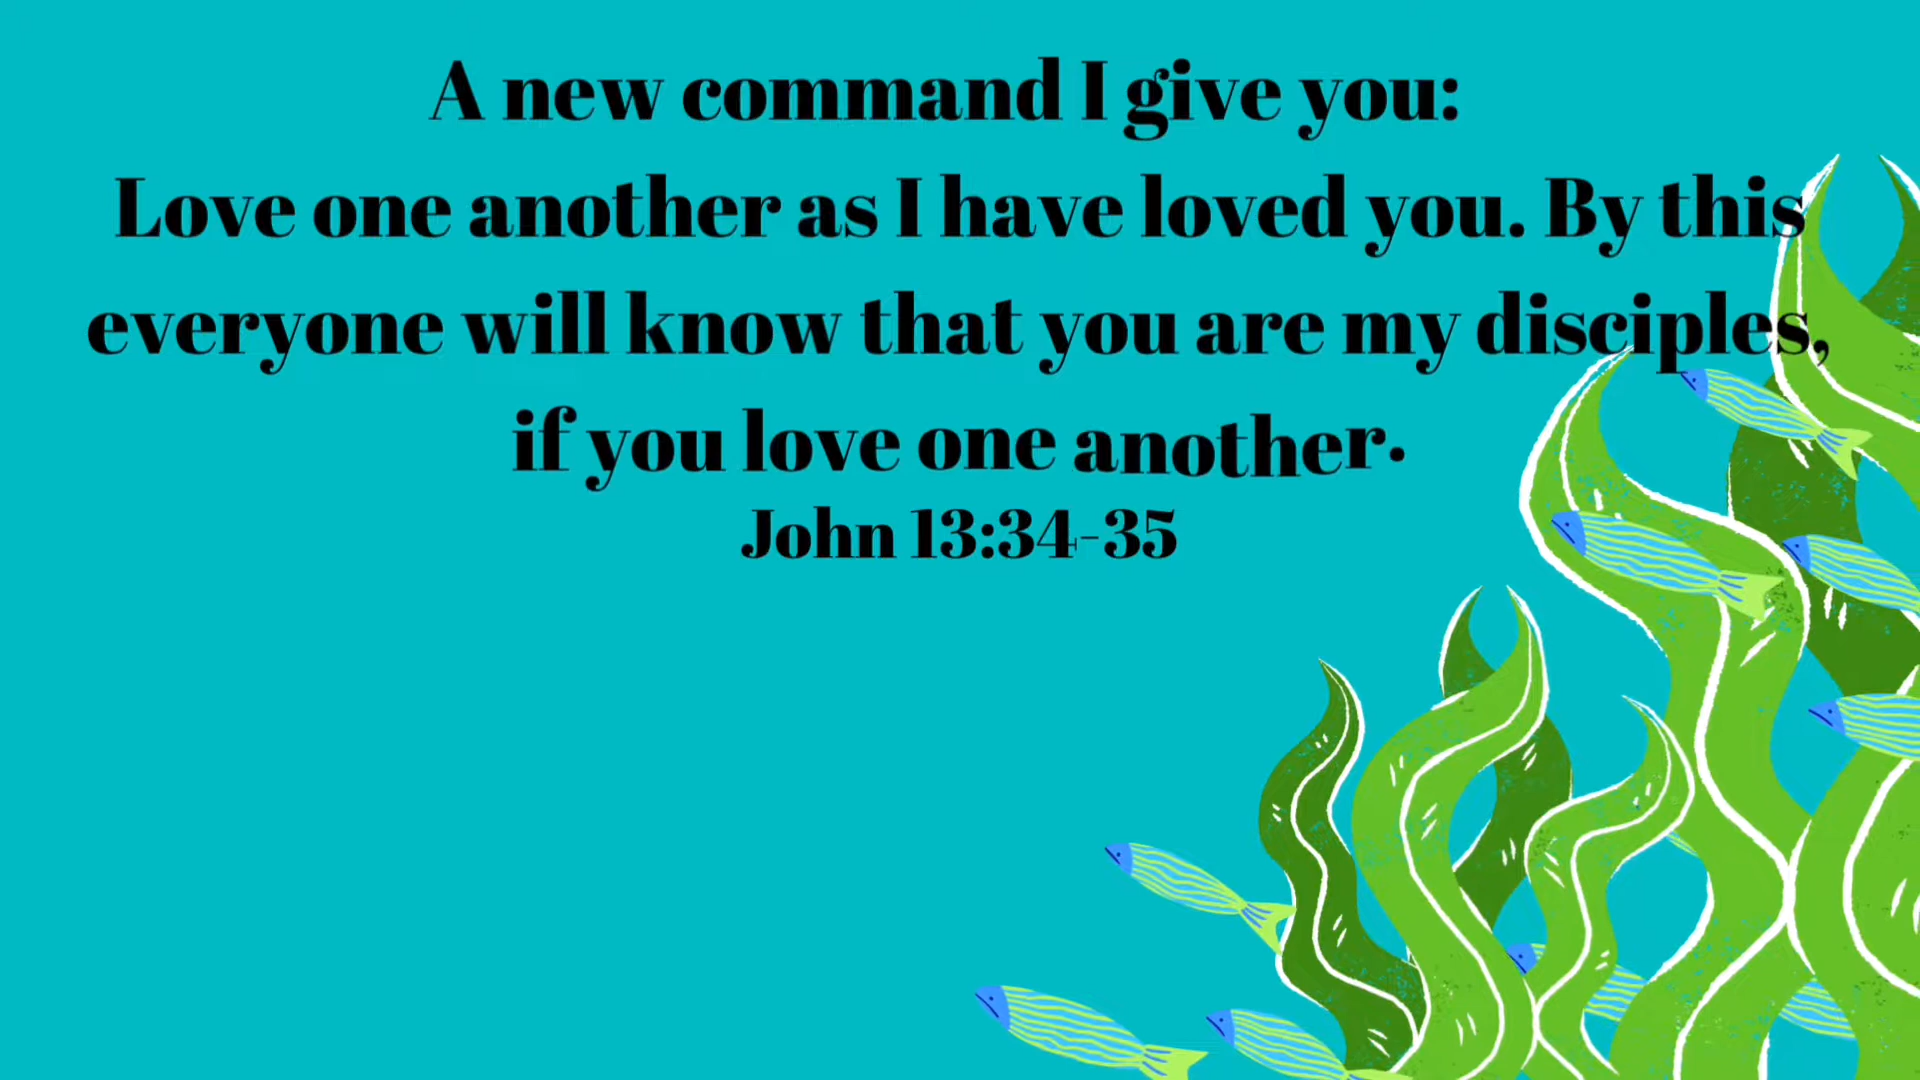 A new command I give you:
Love one another as I have loved you. By this
everyone will know that you are my disciples,
if you love one another.
John 13:34-35